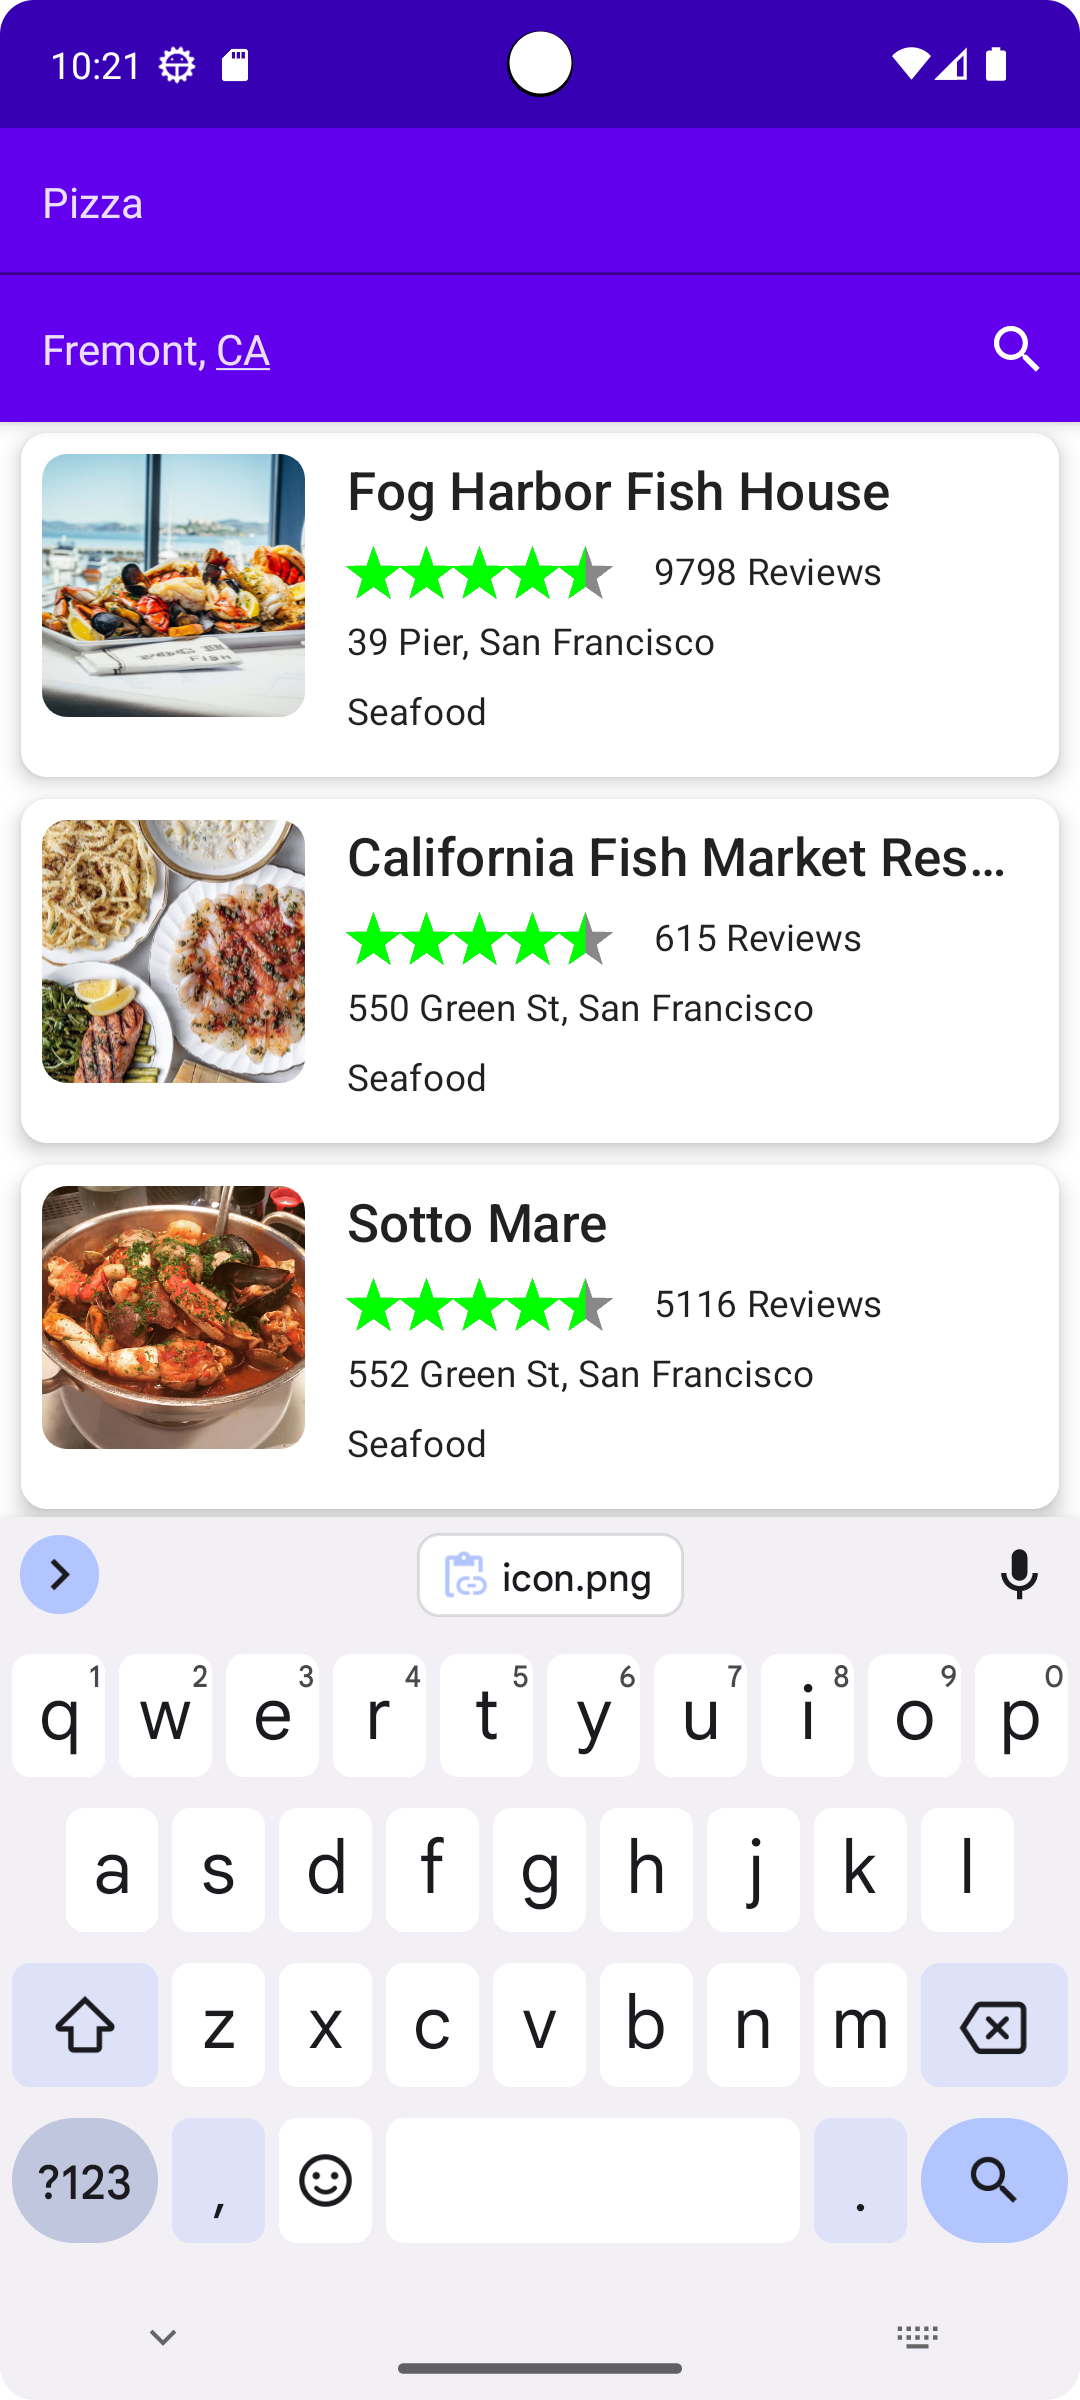 10:21
Pizza
Fremont, CA
Fog Harbor Fish House
9798 Reviews
39 Pier, San Francisco
Seafood
California Fish Market Res...
615 Reviews
550 Green St, San Francisco
Seafood
Sotto Mare
5116 Reviews
552 Green St, San Francisco
Seafood
icon.png
1 2 3 4 5 6 7 8 9 0
q w e r t y u i o p
a s d f g h j k l
z x c v b n m
?123 , .